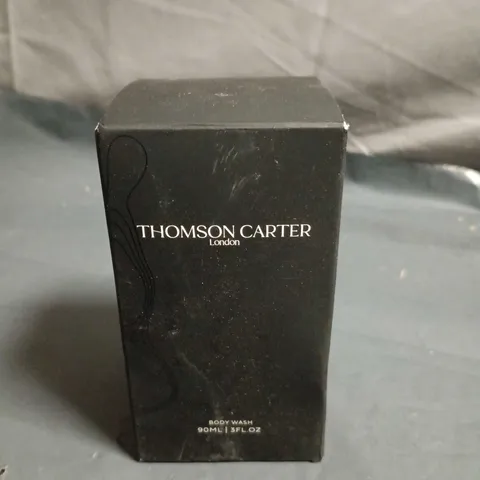 THOMSON CARTER
London
BODY WASH
90ML | 3FL OZ